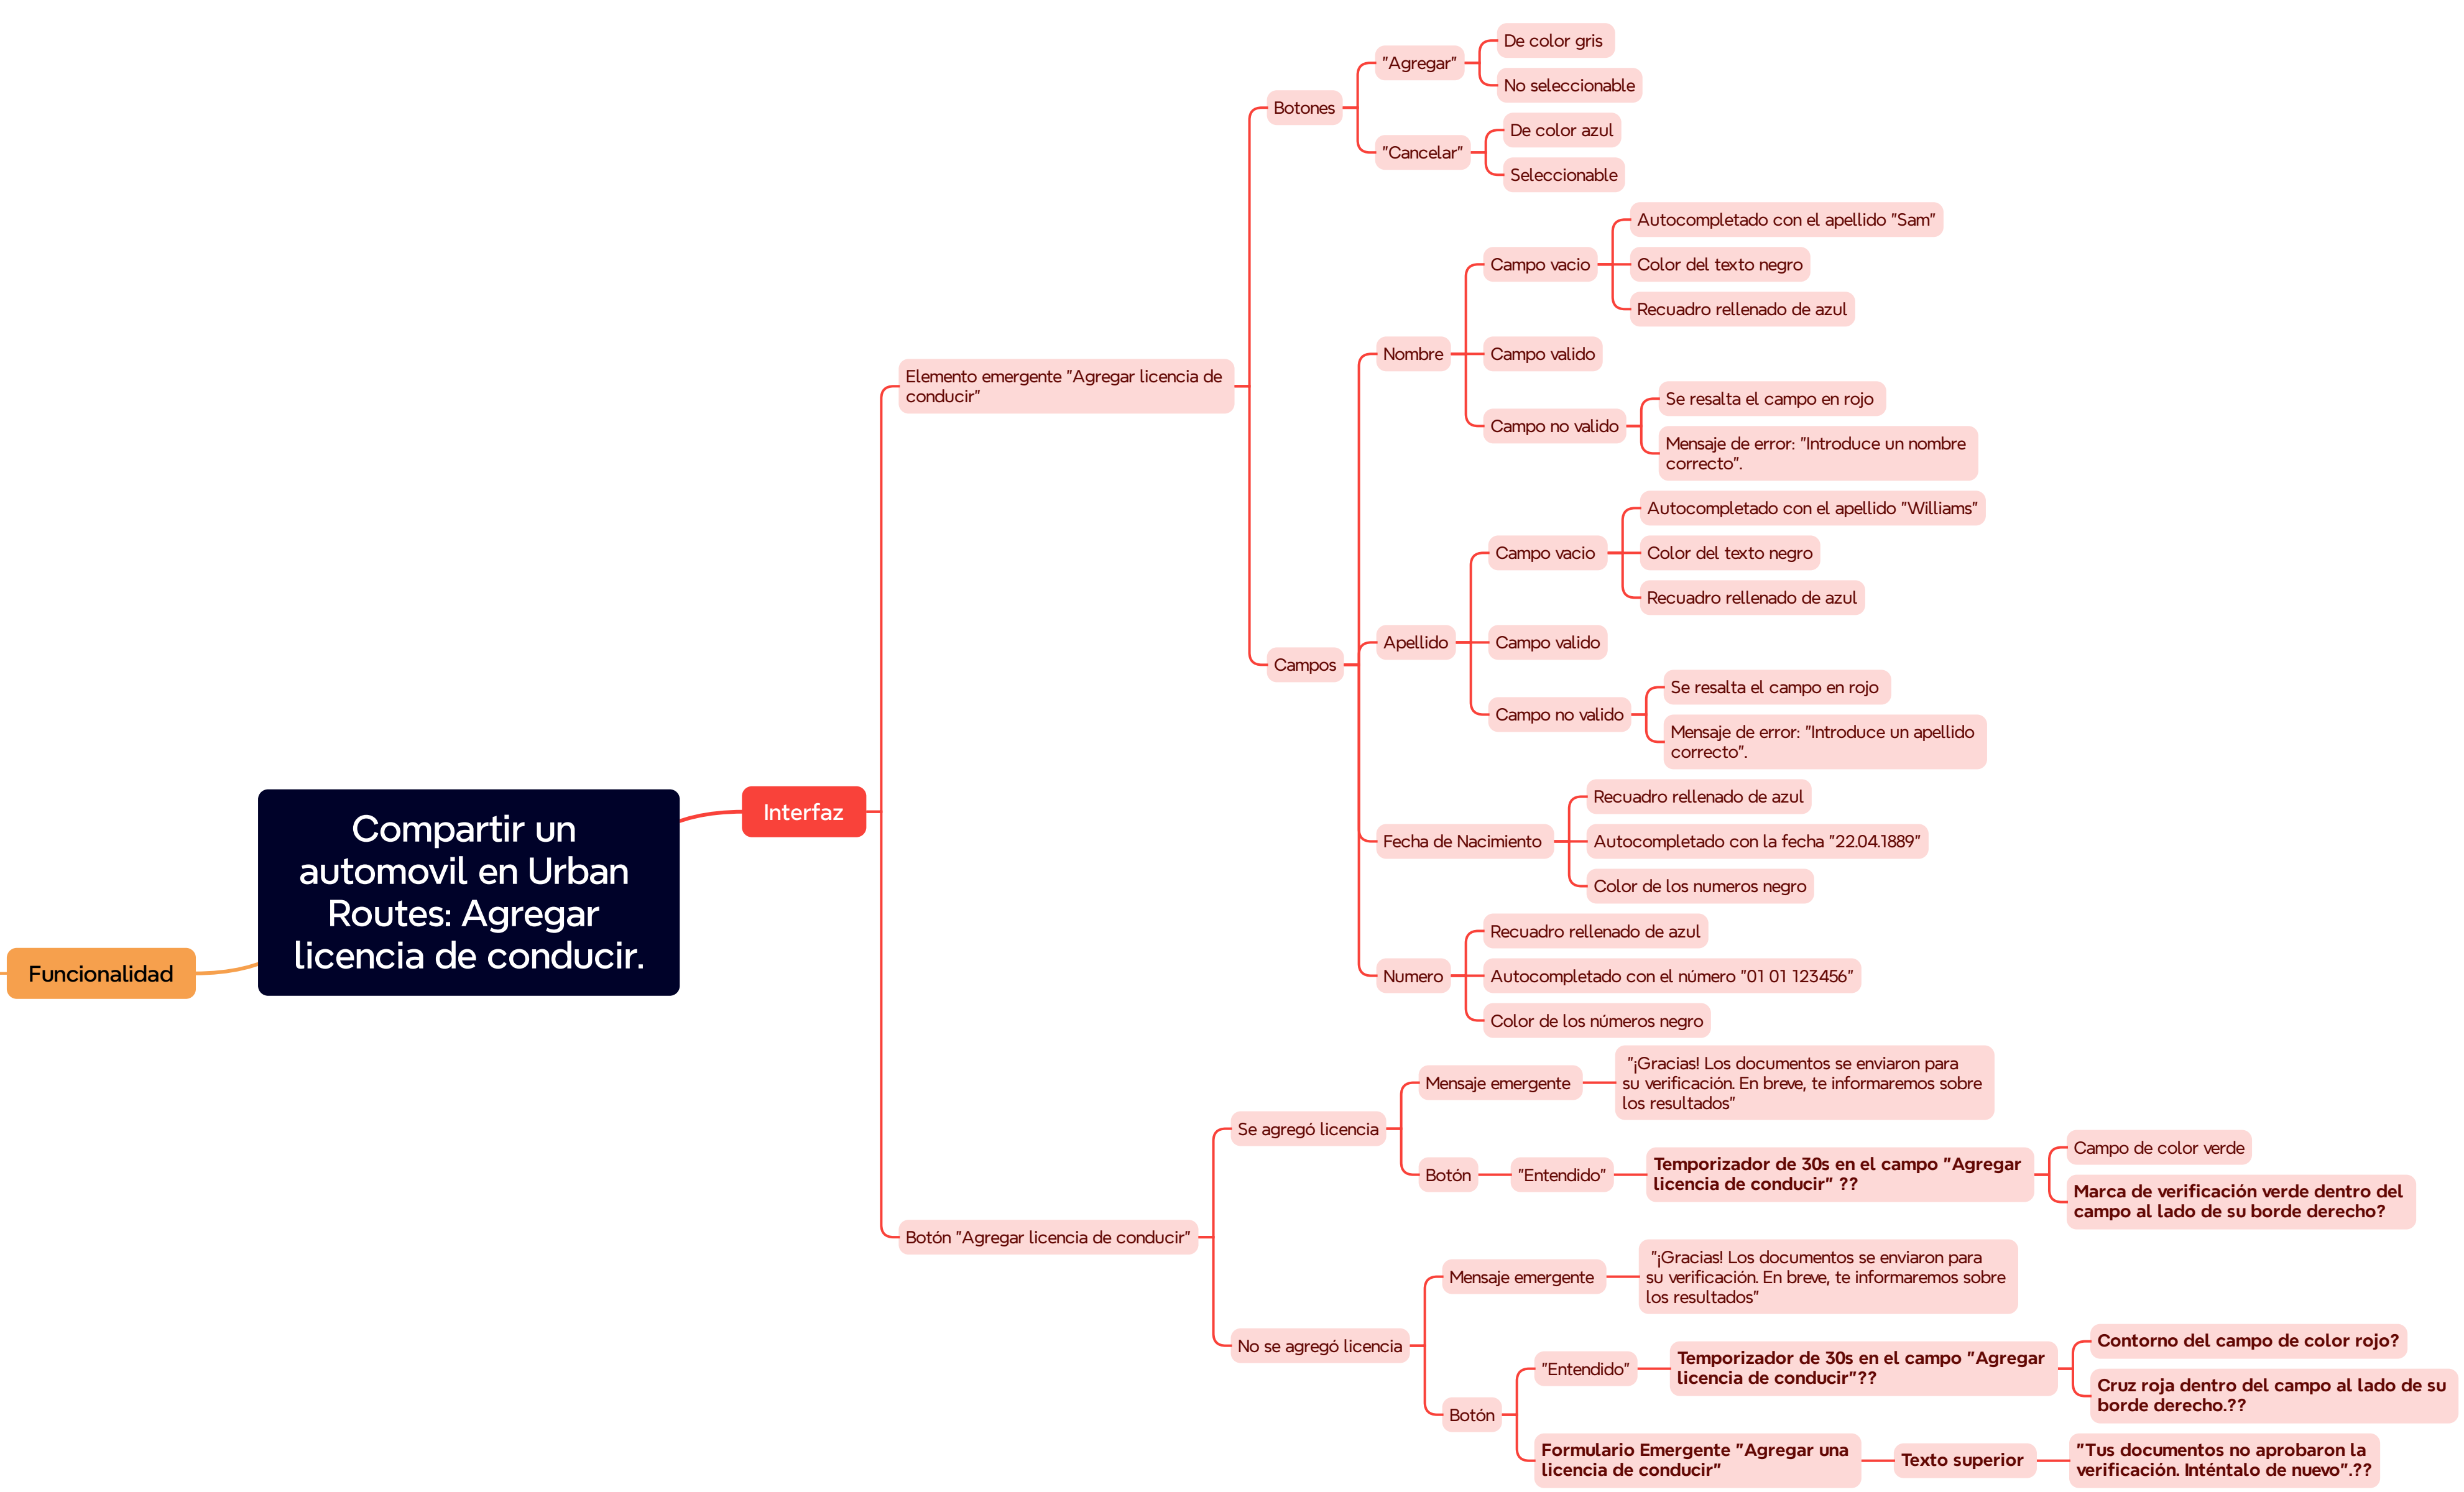 "Agregar"
De color gris
No seleccionable
Botones
"Cancelar"
De color azul
Seleccionable
Elemento emergente "Agregar licencia de
conducir"
Campos
Nombre
Campo vacio
Autocompletado con el apellido "Sam"
Color del texto negro
Recuadro rellenado de azul
Campo valido
Campo no valido
Se resalta el campo en rojo
Mensaje de error: "Introduce un nombre
correcto".
Apellido
Campo vacio
Autocompletado con el apellido "Williams"
Color del texto negro
Recuadro rellenado de azul
Campo valido
Campo no valido
Se resalta el campo en rojo
Mensaje de error: "Introduce un apellido
correcto".
Fecha de Nacimiento
Recuadro rellenado de azul
Autocompletado con la fecha "22.04.1889"
Color de los numeros negro
Numero
Recuadro rellenado de azul
Autocompletado con el número "01 01 123456"
Color de los números negro
Compartir un
automovil en Urban
Routes: Agregar
licencia de conducir.
Interfaz
Funcionalidad
Botón "Agregar licencia de conducir"
Se agregó licencia
Mensaje emergente
"¡Gracias! Los documentos se enviaron para
su verificación. En breve, te informaremos sobre
los resultados"
Botón
"Entendido"
Temporizador de 30s en el campo "Agregar
licencia de conducir" ??
Campo de color verde
Marca de verificación verde dentro del
campo al lado de su borde derecho?
No se agregó licencia
Mensaje emergente
"¡Gracias! Los documentos se enviaron para
su verificación. En breve, te informaremos sobre
los resultados"
Botón
"Entendido"
Temporizador de 30s en el campo "Agregar
licencia de conducir"??
Contorno del campo de color rojo?
Cruz roja dentro del campo al lado de su
borde derecho.??
Formulario Emergente "Agregar una
licencia de conducir"
Texto superior
"Tus documentos no aprobaron la
verificación. Inténtalo de nuevo".??